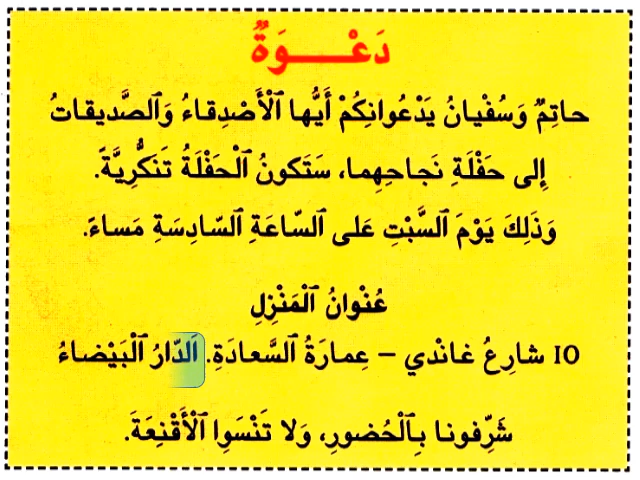 دَعْـــوَةٌ
حاتِمٌ وَسُفْيانُ يَدْعُوانِكُمْ أَيُّها ٱلْأَصْدِقاءُ وَٱلصَّديقاتُ
إِلى حَفْلَةِ نَجاحِهِما، سَتَكونُ ٱلْحَفْلَةُ تَنَكُّرِيَّةً.
وَذَلِكَ يَوْمَ ٱلسَّبْتِ عَلى ٱلسّاعَةِ ٱلسّادِسَةِ مَساءً.
عُنْوانُ ٱلْمَنْزِلِ
10 شارِعُ غانْدي – عِمارَةُ ٱلسَّعادَةِ. اَلدّارُ ٱلْبَيْضاءُ
شَرِّفونا بِٱلْحُضورِ، وَلا تَنْسَوِا ٱلْأَقْنِعَةَ.